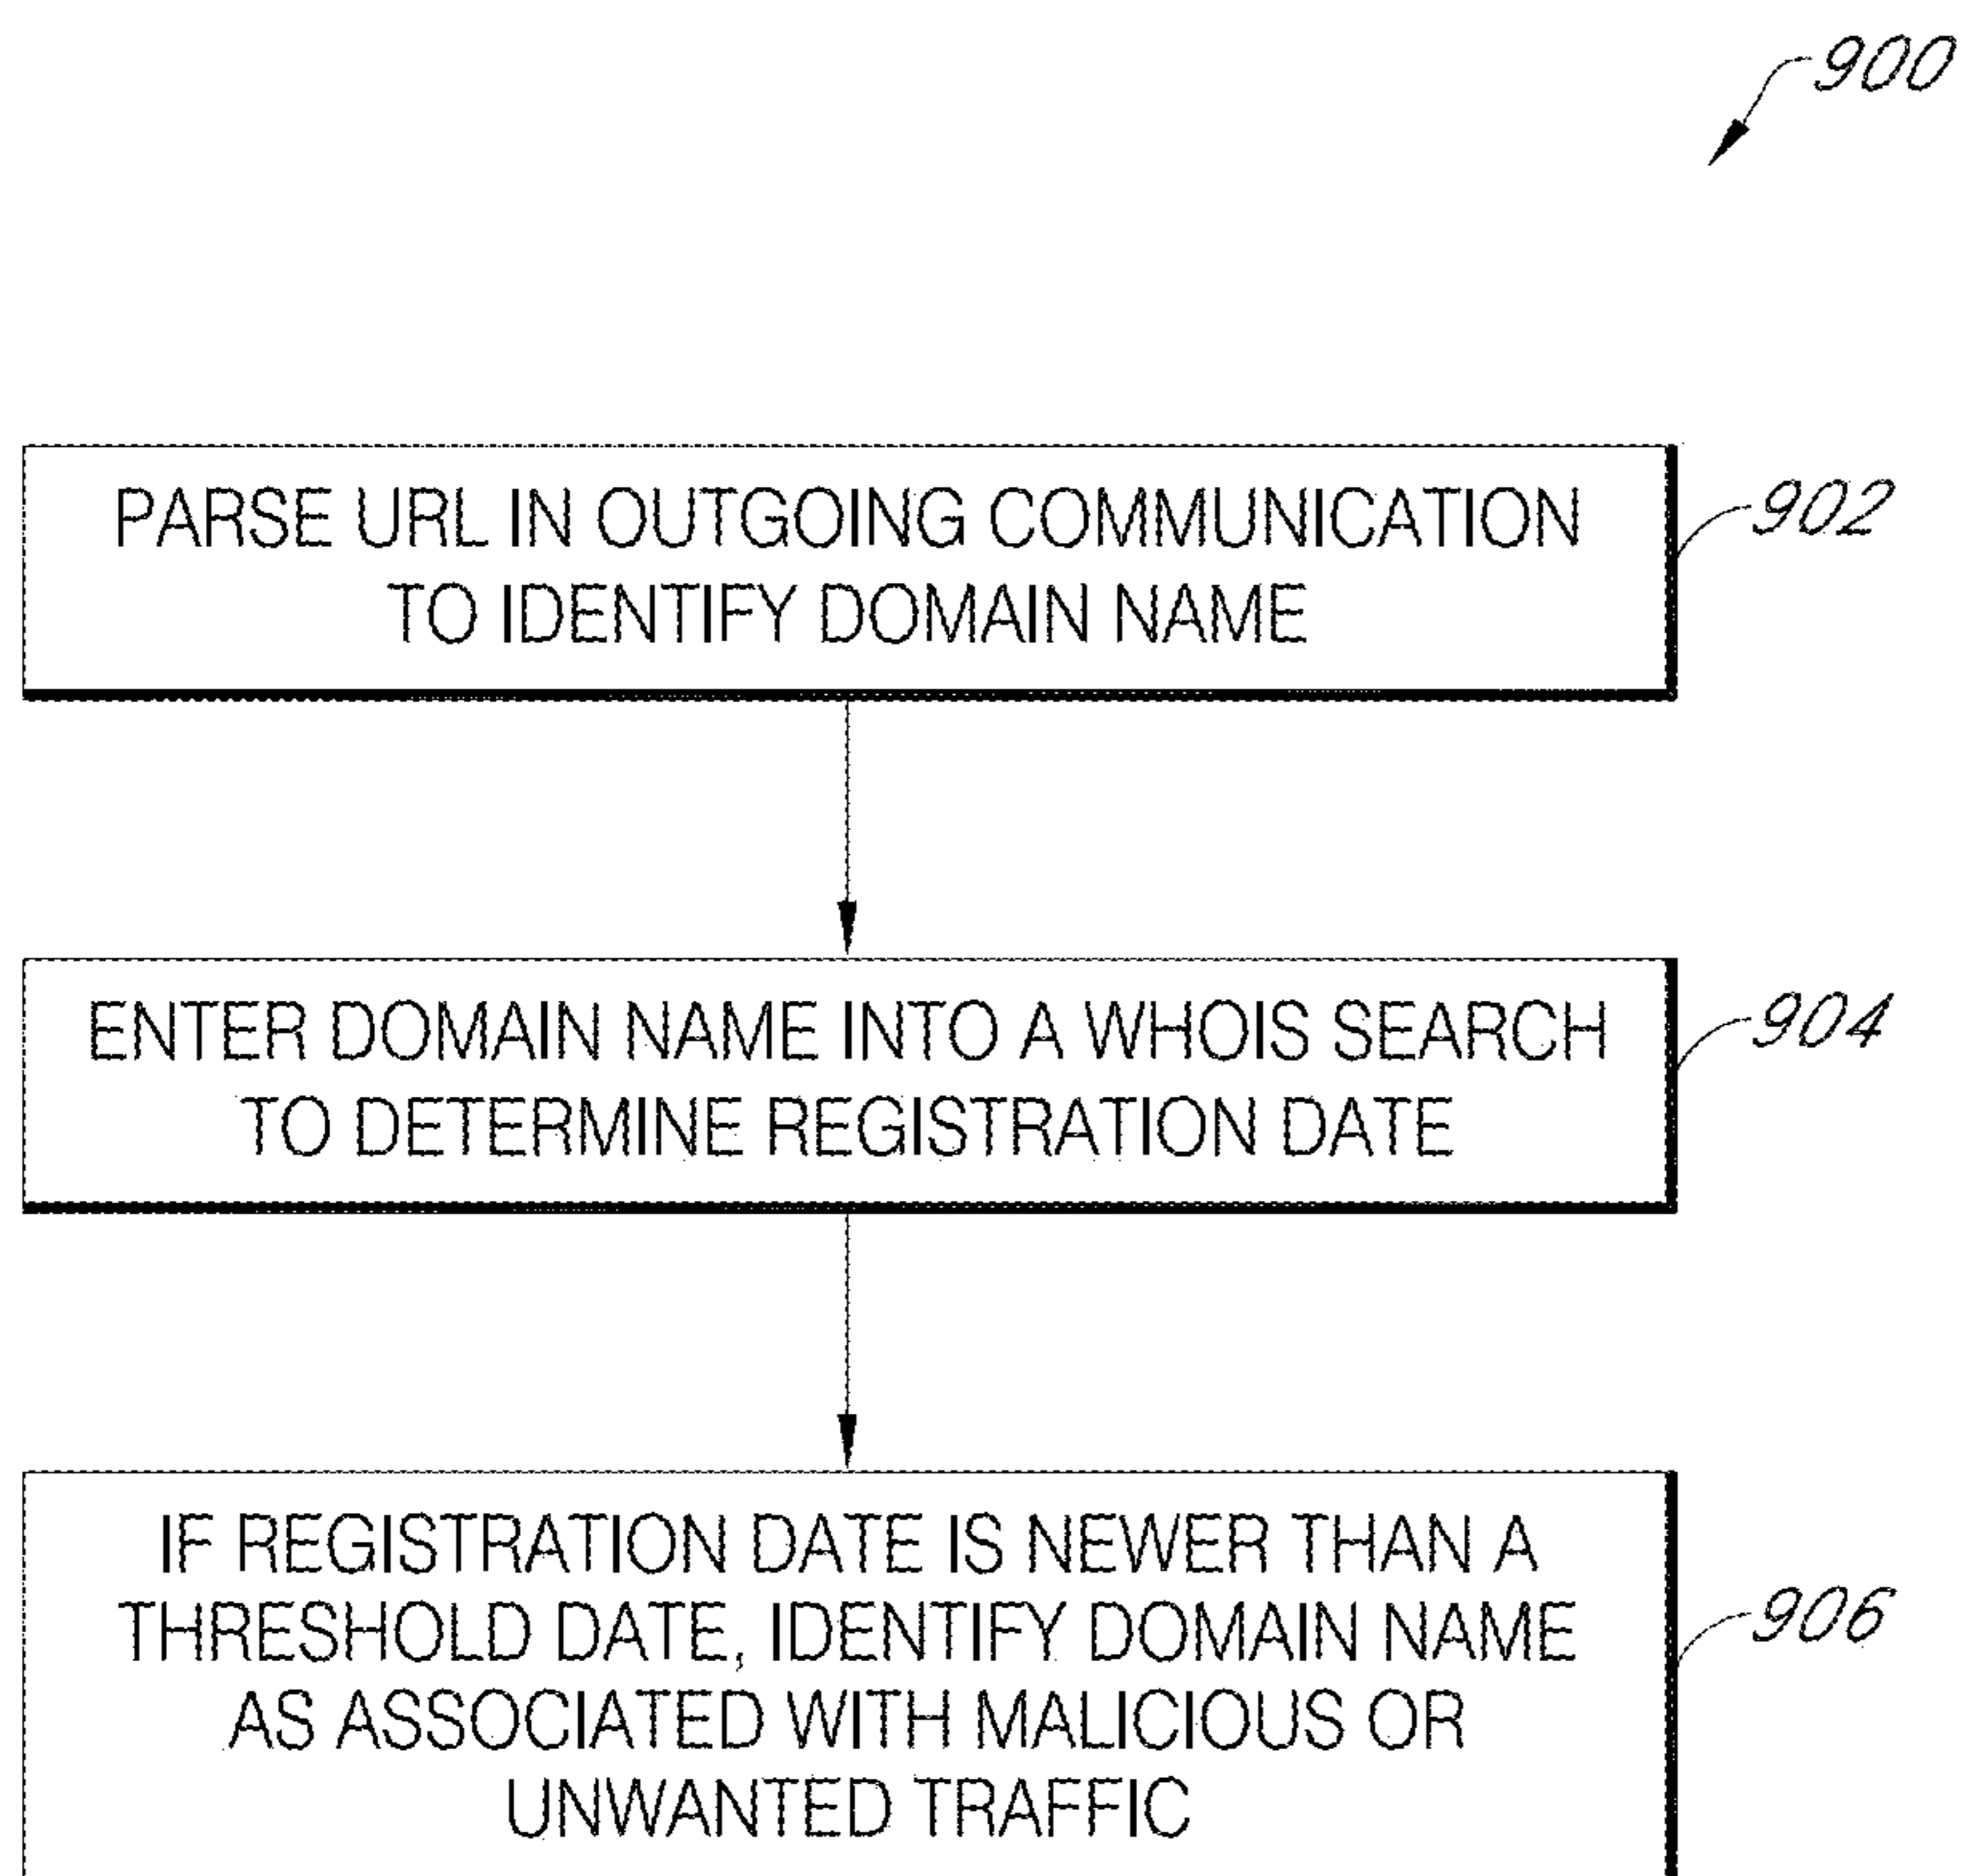 900
PARSE URL IN OUTGOING COMMUNICATION
TO IDENTIFY DOMAIN NAME
902
ENTER DOMAIN NAME INTO A WHOIS SEARCH
TO DETERMINE REGISTRATION DATE
904
IF REGISTRATION DATE IS NEWER THAN A
THRESHOLD DATE, IDENTIFY DOMAIN NAME
AS ASSOCIATED WITH MALICIOUS OR
UNWANTED TRAFFIC
906